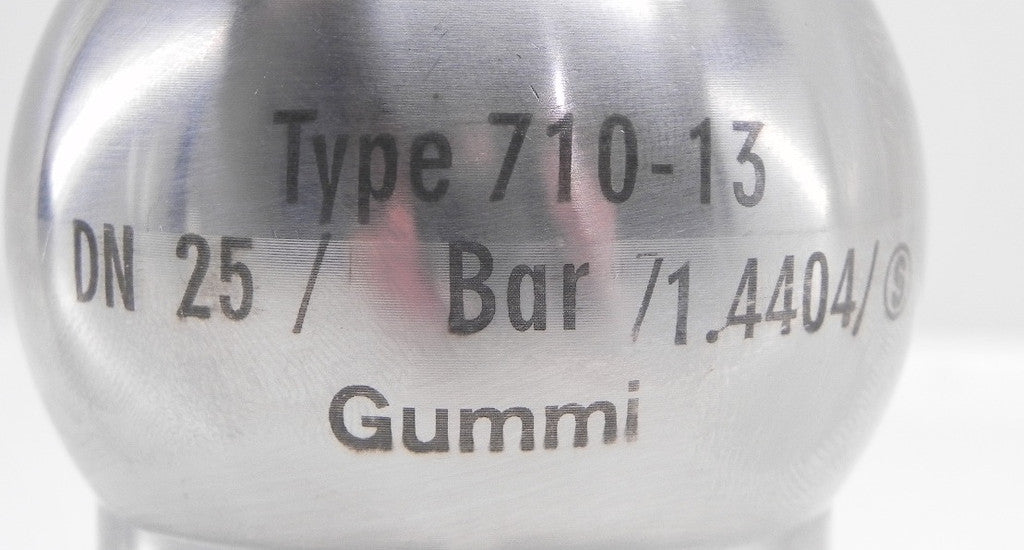 Type 710-13
DN 25 / Bar /1.4404/Ⓢ
Gummi